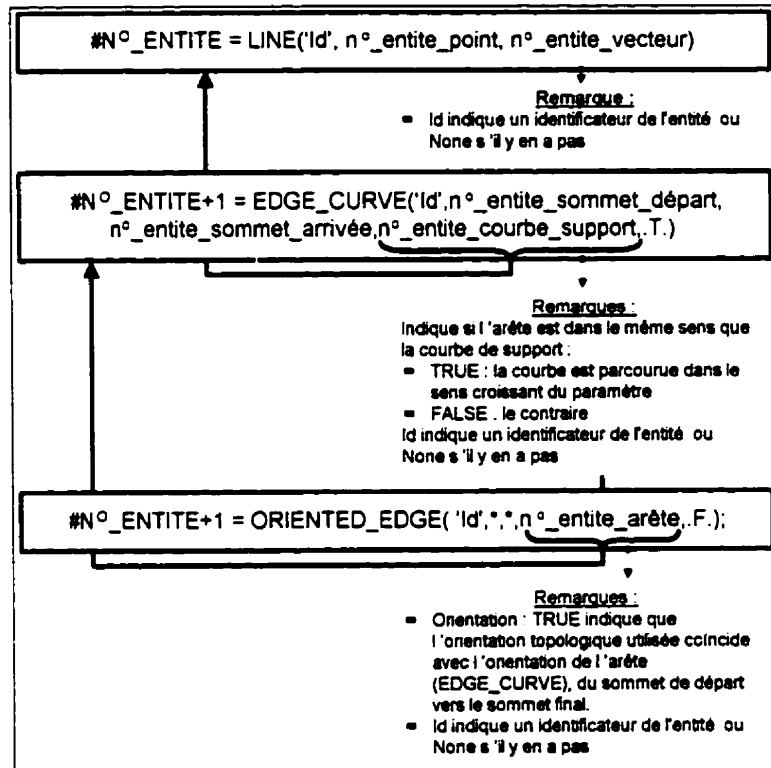 #N°_ENTITE = LINE('Id', n°_entite_point, n°_entite_vecteur)
Remarque :
= Id indique un identificateur de l'entité ou
None s 'il y en a pas
#N°_ENTITE+1 = EDGE_CURVE('Id',n°_entite_sommet_départ,
n°_entite_sommet_arrivée,n°_entite_courbe_support,.T.)
Remarques :
Indique si l 'arête est dans le même sens que
la courbe de support :
= TRUE : la courbe est parcourue dans le
sens croissant du paramètre
= FALSE . le contraire
Id indique un identificateur de l'entité ou
None s 'il y en a pas
#N°_ENTITE+1 = ORIENTED_EDGE( 'Id',*,*,n°_entite_arête,.F.);
Remarques :
= Orientation : TRUE indique que
l 'orientation topologique utilisée coïncide
avec l 'orientation de l 'arête
(EDGE_CURVE), du sommet de départ
vers le sommet final.
= Id indique un identificateur de l'entité ou
None s 'il y en a pas